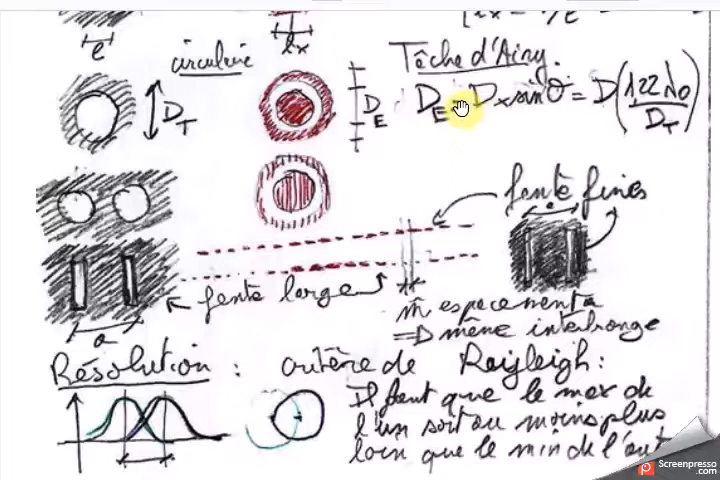 e
lx
circulaire
Tâche d'Airy.
D_T
D_E
D_E = D x sin θ = D (1.22 λ0 / D_T)
fente fines
a
fente large
a
m̂ espacement a
⇒ même interfrange
Résolution : critère de Rayleigh :
Il faut que le max de
l'un soit au moins plus
loin que le min de l'aut
Screenpresso
.com